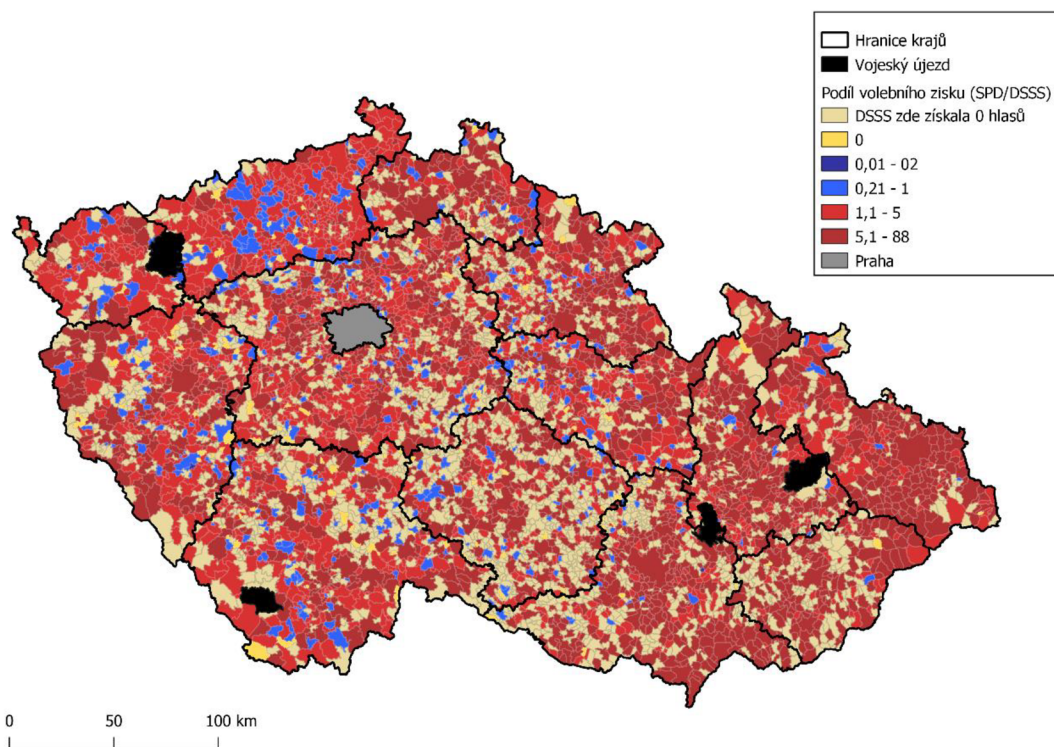 Hranice krajů
Vojeský újezd
Podíl volebního zisku (SPD/DSSS)
DSSS zde získala 0 hlasů
0
0,01 - 02
0,21 - 1
1,1 - 5
5,1 - 88
Praha
0 50 100 km